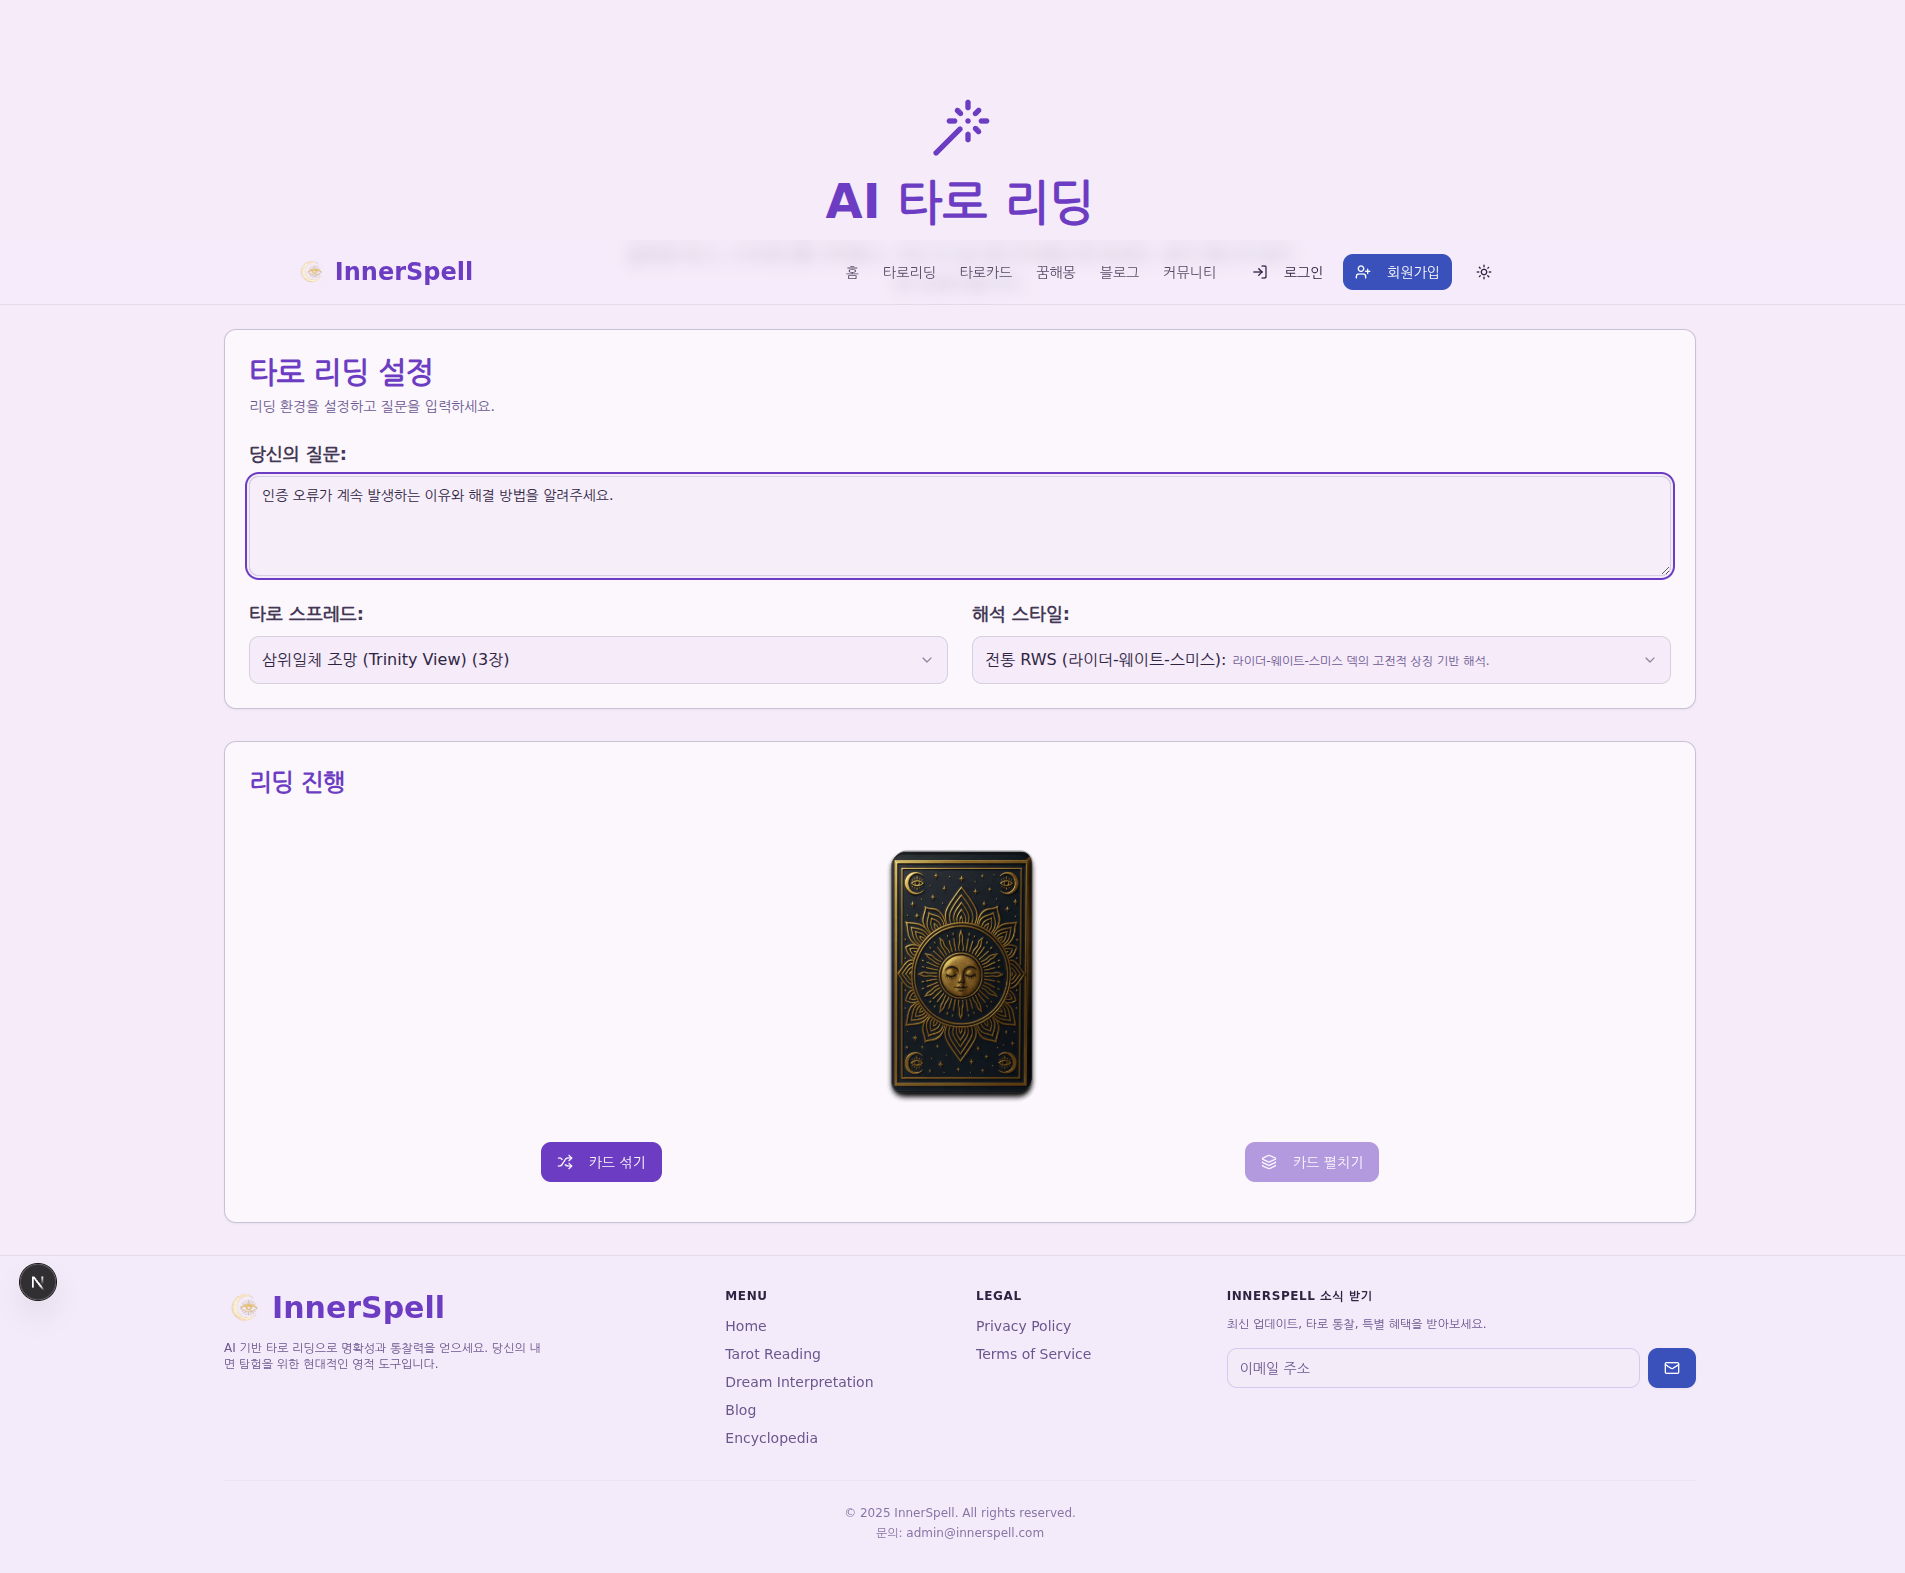 AI 타로 리딩
InnerSpell
홈 타로리딩 타로카드 꿈해몽 블로그 커뮤니티 로그인 회원가입
타로 리딩 설정
리딩 환경을 설정하고 질문을 입력하세요.
당신의 질문:
인증 오류가 계속 발생하는 이유와 해결 방법을 알려주세요.
타로 스프레드:
삼위일체 조망 (Trinity View) (3장)
해석 스타일:
전통 RWS (라이더-웨이트-스미스): 라이더-웨이트-스미스 덱의 고전적 상징 기반 해석.
리딩 진행
카드 섞기
카드 펼치기
N
InnerSpell
AI 기반 타로 리딩으로 명확성과 통찰력을 얻으세요. 당신의 내
면 탐험을 위한 현대적인 영적 도구입니다.
MENU
Home
Tarot Reading
Dream Interpretation
Blog
Encyclopedia
LEGAL
Privacy Policy
Terms of Service
INNERSPELL 소식 받기
최신 업데이트, 타로 통찰, 특별 혜택을 받아보세요.
이메일 주소
© 2025 InnerSpell. All rights reserved.
문의: admin@innerspell.com